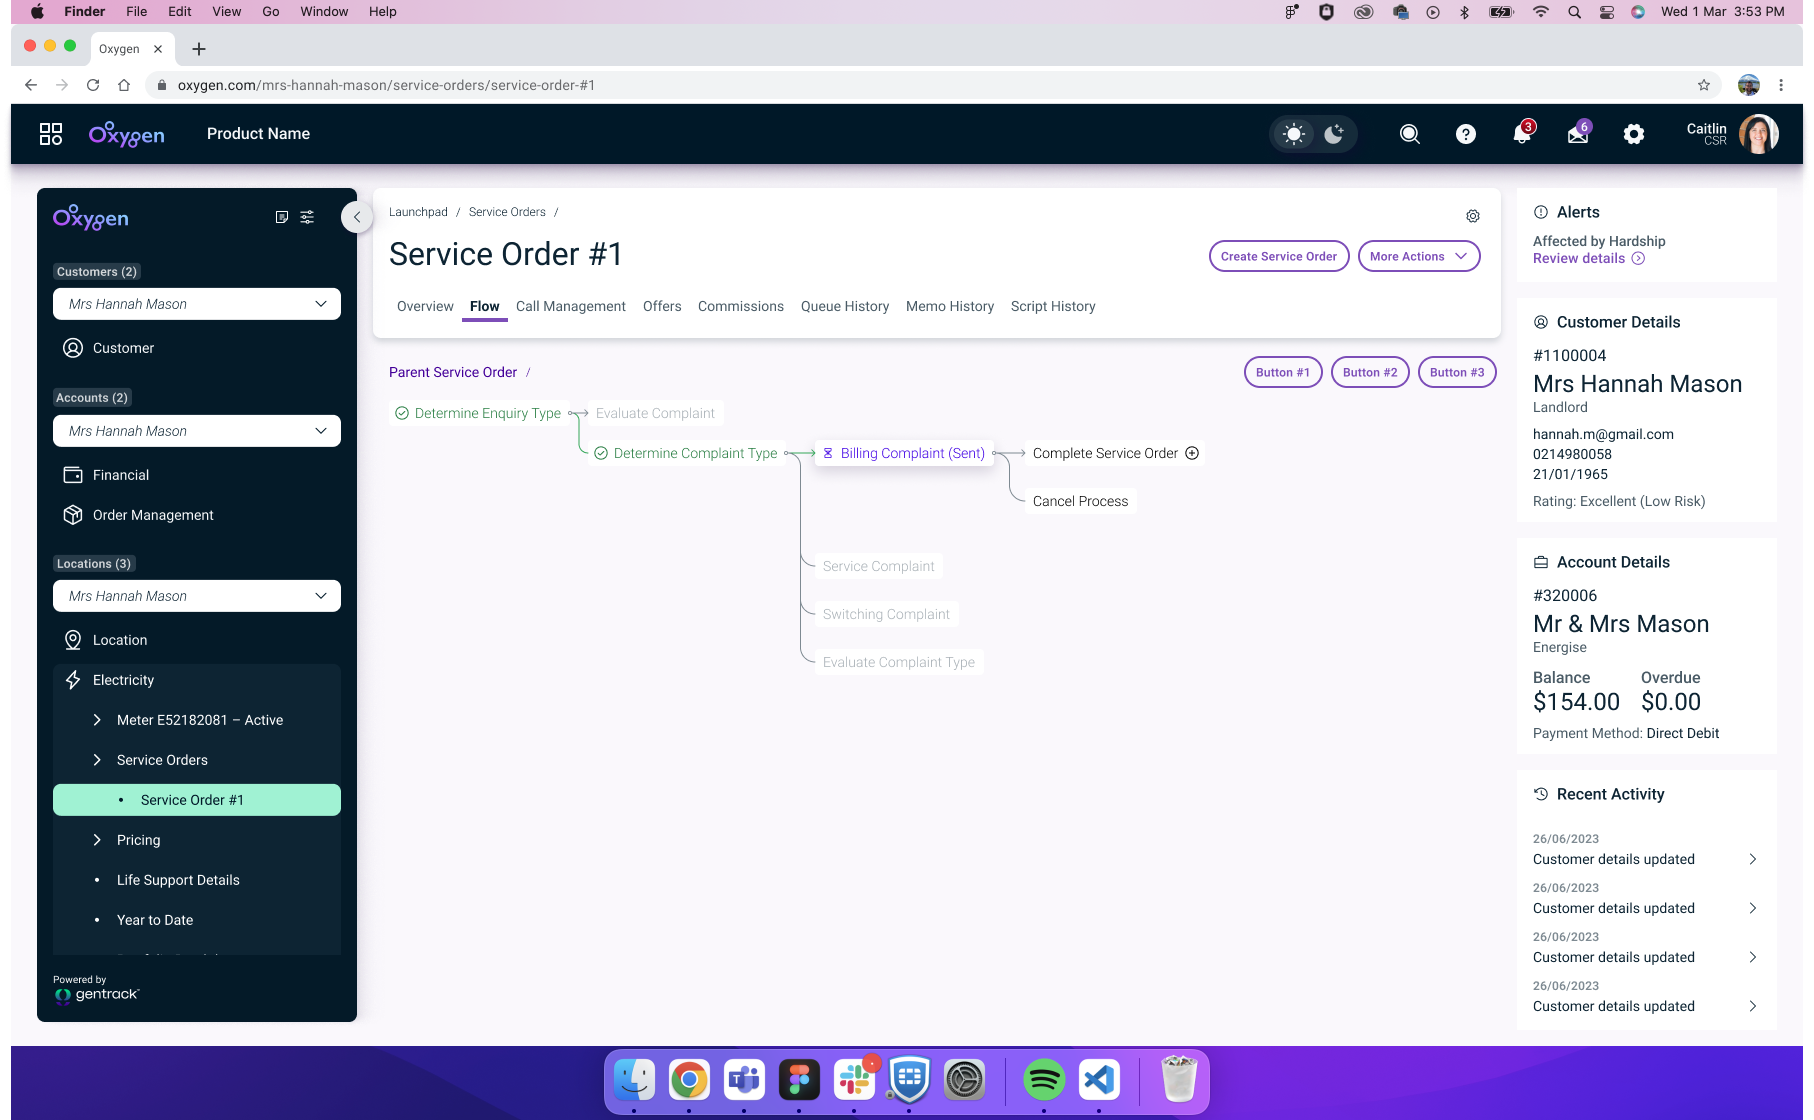 Finder File Edit View Go Window Help
Wed 1 Mar 3:53 PM
Oxygen
oxygen.com/mrs-hannah-mason/service-orders/service-order-#1
Oxygen
Product Name
3
6
Caitlin
CSR
Oxygen
Customers (2)
Mrs Hannah Mason
Customer
Accounts (2)
Mrs Hannah Mason
Financial
Order Management
Locations (3)
Mrs Hannah Mason
Location
Electricity
Meter E52182081 – Active
Service Orders
Service Order #1
Pricing
Life Support Details
Year to Date
Powered by
gentrack
Launchpad / Service Orders /
Service Order #1
Create Service Order
More Actions
Overview Flow Call Management Offers Commissions Queue History Memo History Script History
Parent Service Order /
Button #1 Button #2 Button #3
Determine Enquiry Type
Evaluate Complaint
Determine Complaint Type
Billing Complaint (Sent)
Complete Service Order
Cancel Process
Service Complaint
Switching Complaint
Evaluate Complaint Type
Alerts
Affected by Hardship
Review details
Customer Details
#1100004
Mrs Hannah Mason
Landlord
hannah.m@gmail.com
0214980058
21/01/1965
Rating: Excellent (Low Risk)
Account Details
#320006
Mr & Mrs Mason
Energise
Balance Overdue
$154.00 $0.00
Payment Method: Direct Debit
Recent Activity
26/06/2023
Customer details updated
26/06/2023
Customer details updated
26/06/2023
Customer details updated
26/06/2023
Customer details updated